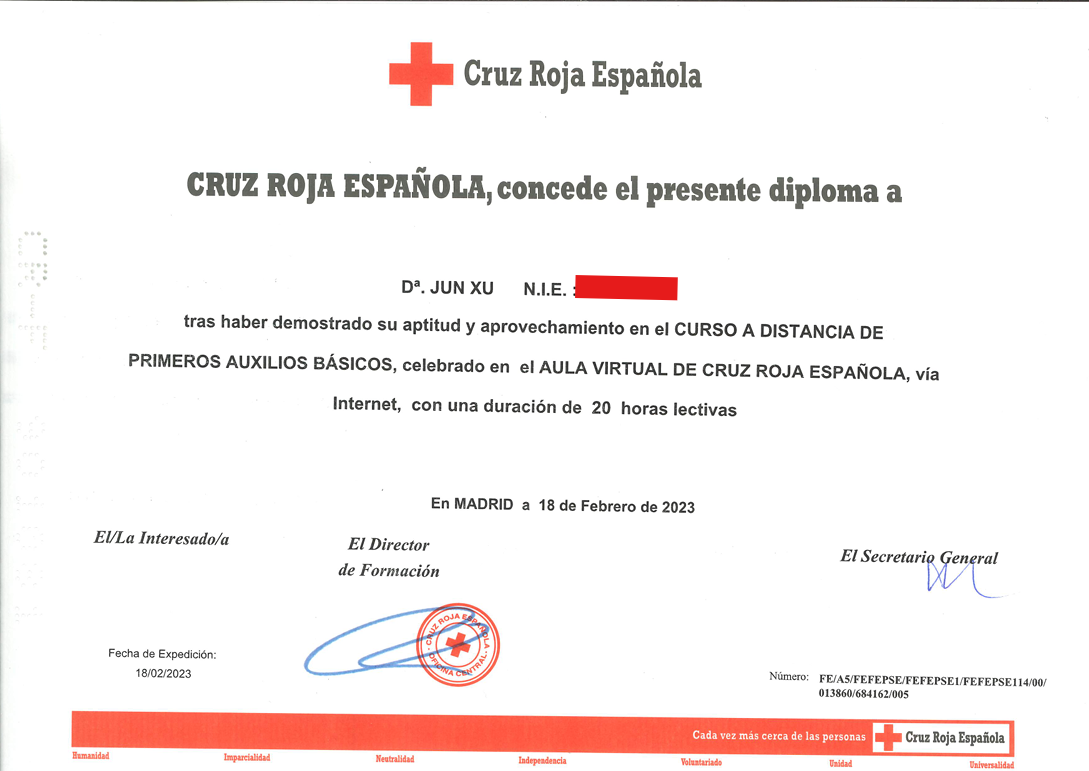 Cruz Roja Española
CRUZ ROJA ESPAÑOLA, concede el presente diploma a
Dª. JUN XU N.I.E. :
tras haber demostrado su aptitud y aprovechamiento en el CURSO A DISTANCIA DE
PRIMEROS AUXILIOS BÁSICOS, celebrado en el AULA VIRTUAL DE CRUZ ROJA ESPAÑOLA, vía
Internet, con una duración de 20 horas lectivas
En MADRID a 18 de Febrero de 2023
El/La Interesado/a
El Director
de Formación
El Secretario General
CRUZ ROJA ESPAÑOLA
OFICINA CENTRAL
Fecha de Expedición:
18/02/2023
Número: FE/A5/FEFEPSE/FEFEPSE1/FEFEPSE114/00/
013860/684162/005
Cada vez más cerca de las personas
Cruz Roja Española
Humanidad Imparcialidad Neutralidad Independencia Voluntariado Unidad Universalidad